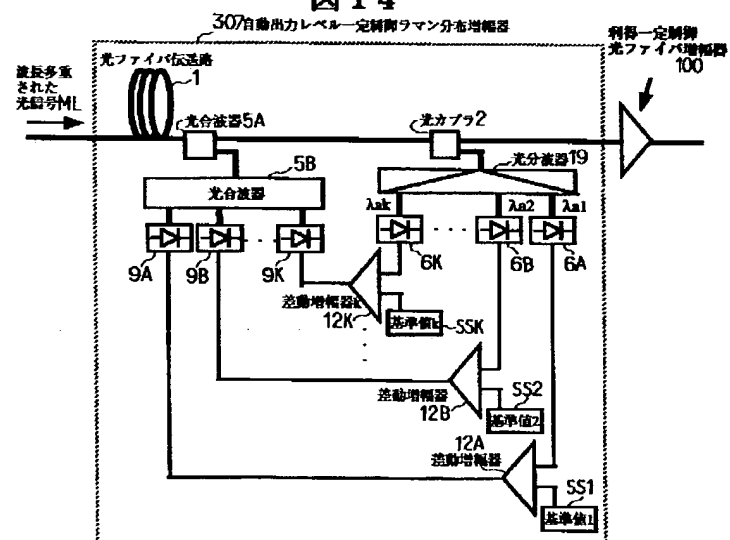 図14
307自動出力レベル一定制御ラマン分布増幅器
利得一定制御
光ファイバ増幅器
100
波長多重
された
光信号ML
光ファイバ伝送路
1
光合波器5A
光カプラ2
光分波器19
5B
光合波器
λak
λa2
λa1
9A
9B
9K
6K
6B
6A
差動増幅器k
12K
基準値k
SSK
差動増幅器
12B
SS2
基準値2
12A
差動増幅器
SS1
基準値1